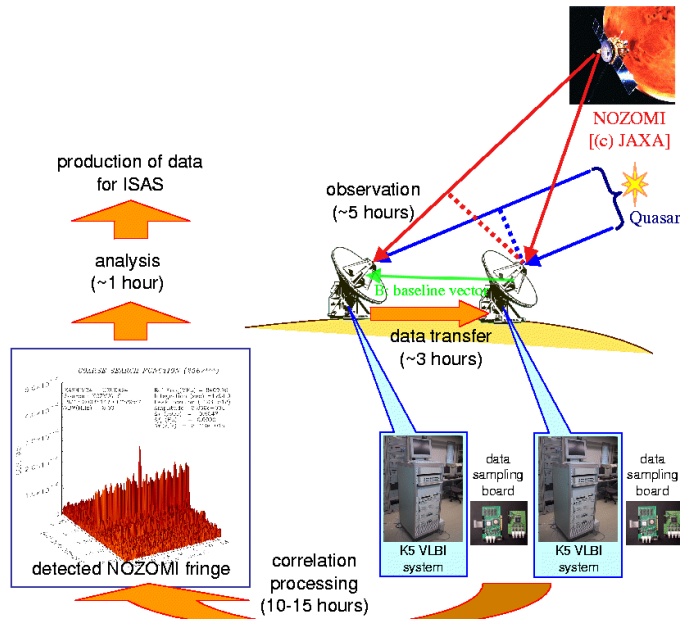 NOZOMI
[(c) JAXA]
production of data
for ISAS
observation
(~5 hours)
Quasar
analysis
(~1 hour)
B: baseline vector
data transfer
(~3 hours)
COARSE SEARCH FUNCTION
data
sampling
board
data
sampling
board
K5 VLBI
system
K5 VLBI
system
detected NOZOMI fringe
correlation
processing
(10-15 hours)